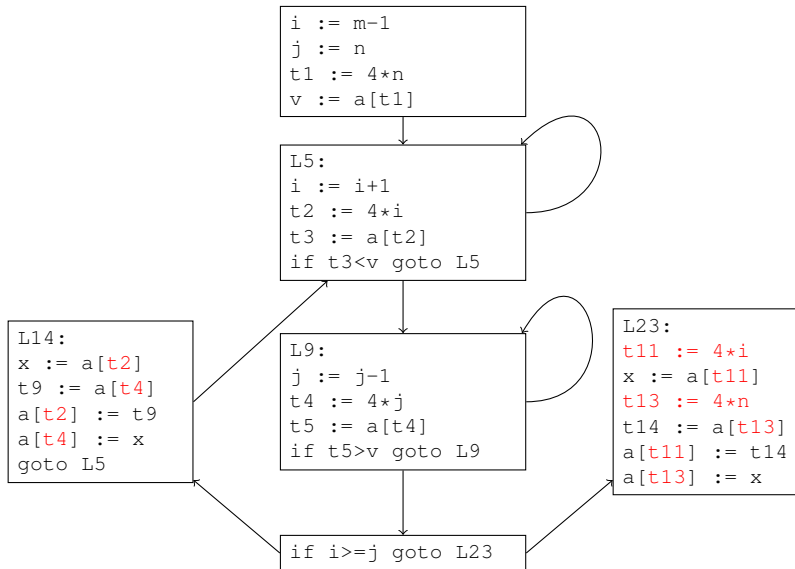 i := m-1
j := n
t1 := 4*n
v := a[t1]
L5:
i := i+1
t2 := 4*i
t3 := a[t2]
if t3<v goto L5
L14:
x := a[t2]
t9 := a[t4]
a[t2] := t9
a[t4] := x
goto L5
L9:
j := j-1
t4 := 4*j
t5 := a[t4]
if t5>v goto L9
L23:
t11 := 4*i
x := a[t11]
t13 := 4*n
t14 := a[t13]
a[t11] := t14
a[t13] := x
if i>=j goto L23